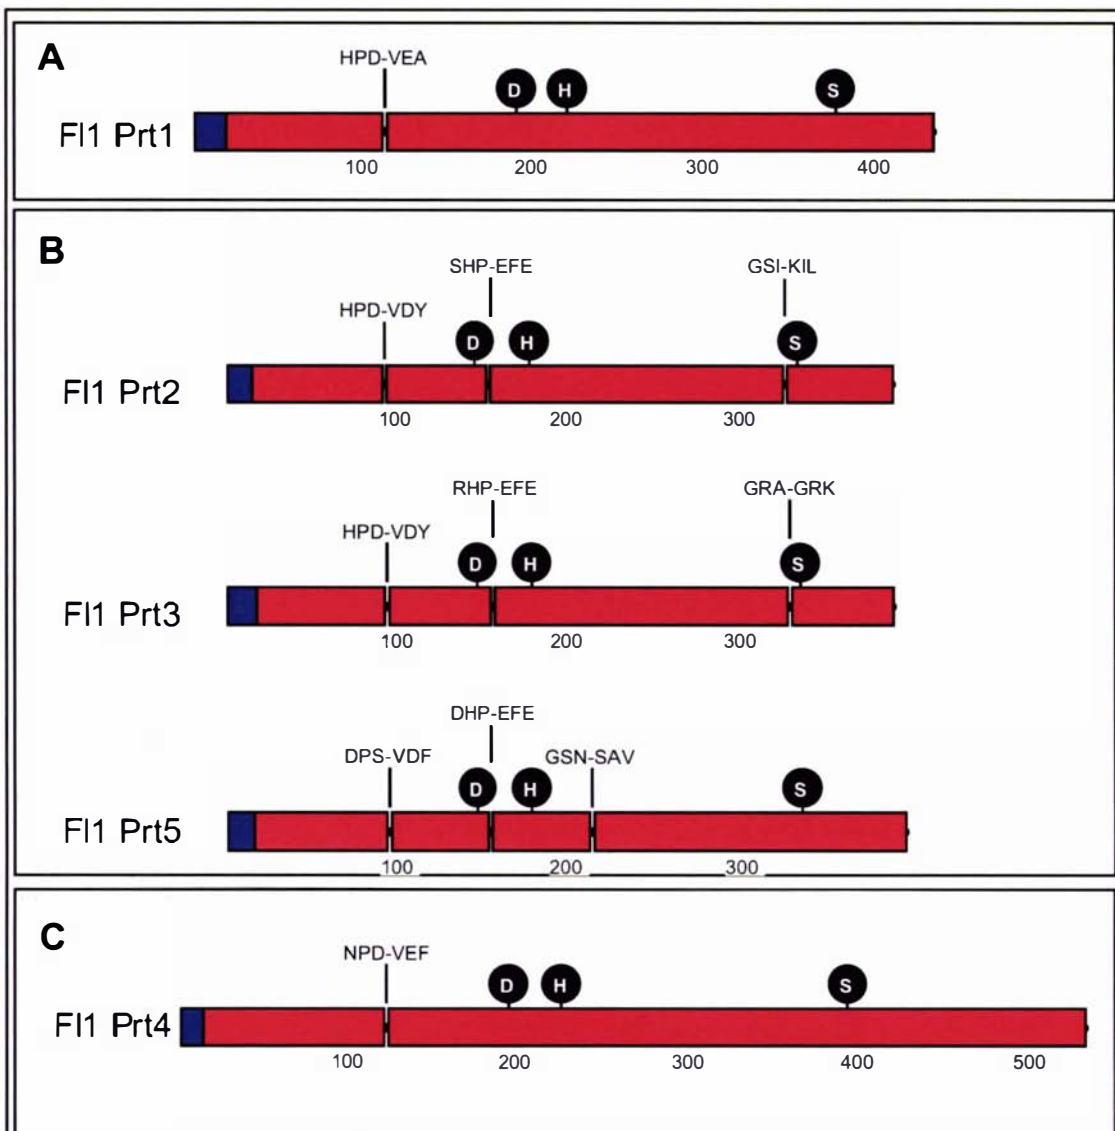 A
HPD-VEA
D H S
Fl1 Prt1
100 200 300 400
B
SHP-EFE GSI-KIL
HPD-VDY
D H S
Fl1 Prt2
100 200 300
RHP-EFE GRA-GRK
HPD-VDY
D H S
Fl1 Prt3
100 200 300
DHP-EFE
DPS-VDF GSN-SAV
D H S
Fl1 Prt5
100 200 300
C
NPD-VEF
D H S
Fl1 Prt4
100 200 300 400 500